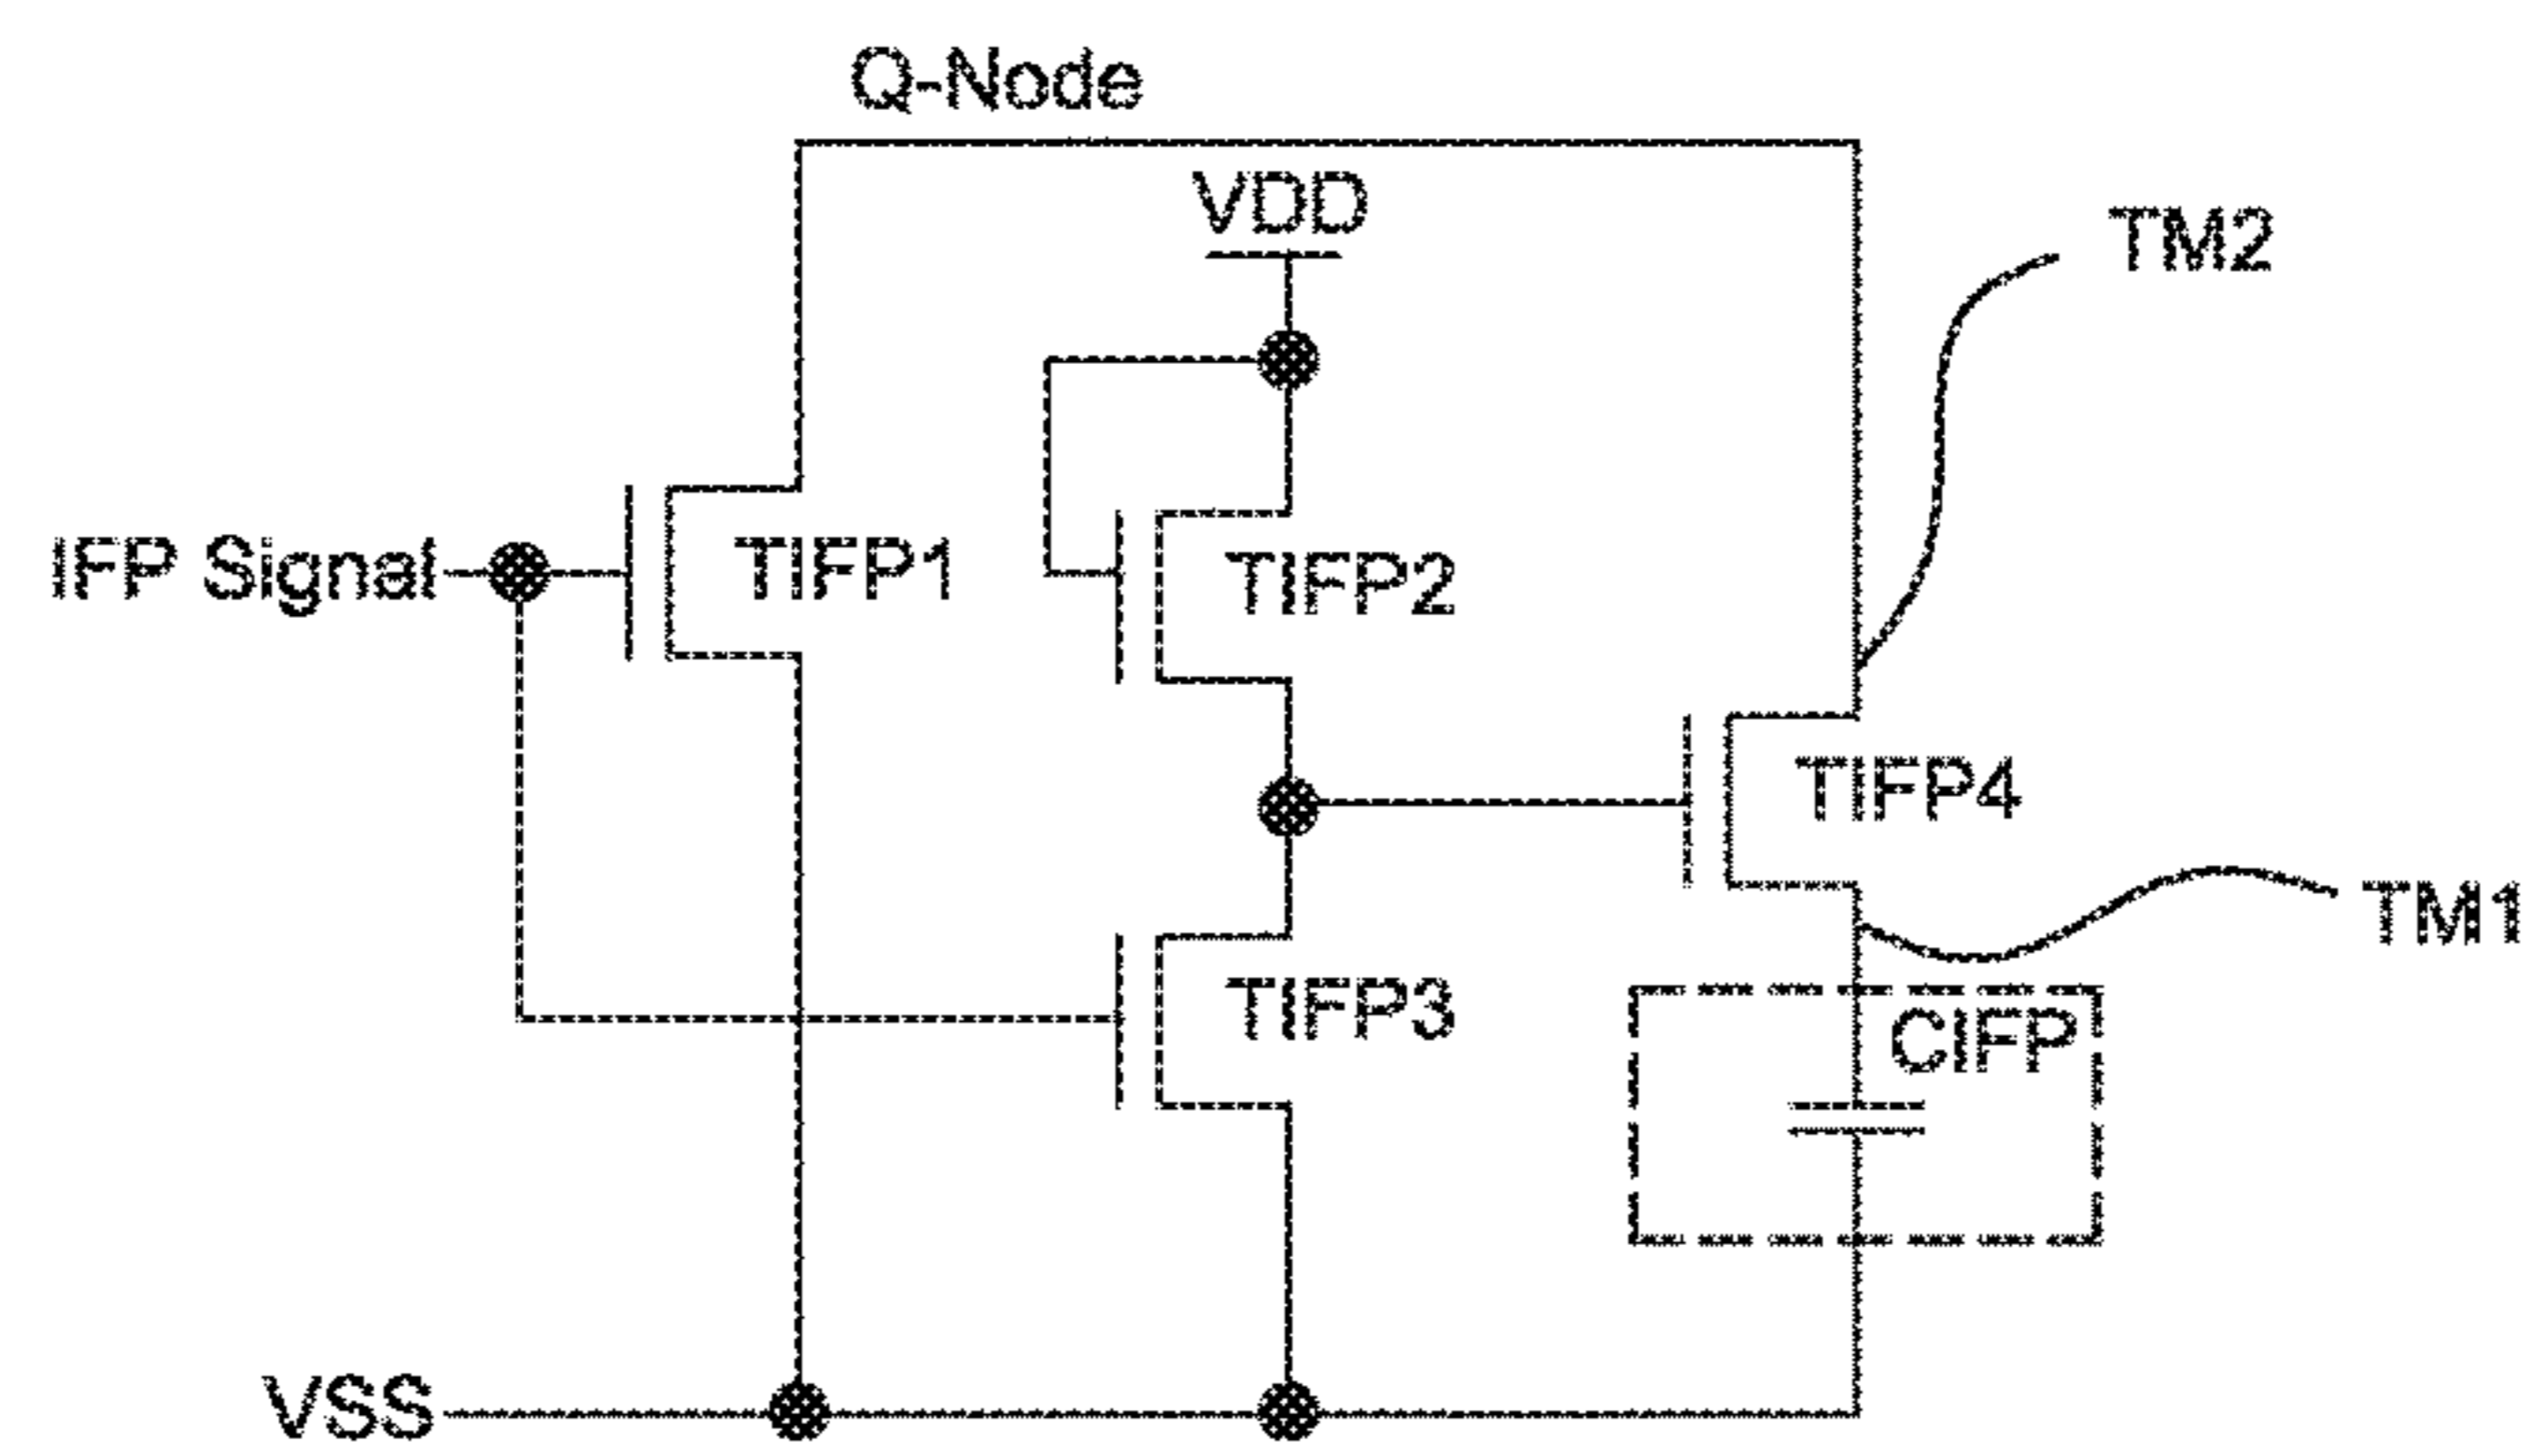 Q-Node
VDD
TM2
IFP Signal
TIFP1
TIFP2
TIFP4
TM1
TIFP3
CIFP
VSS